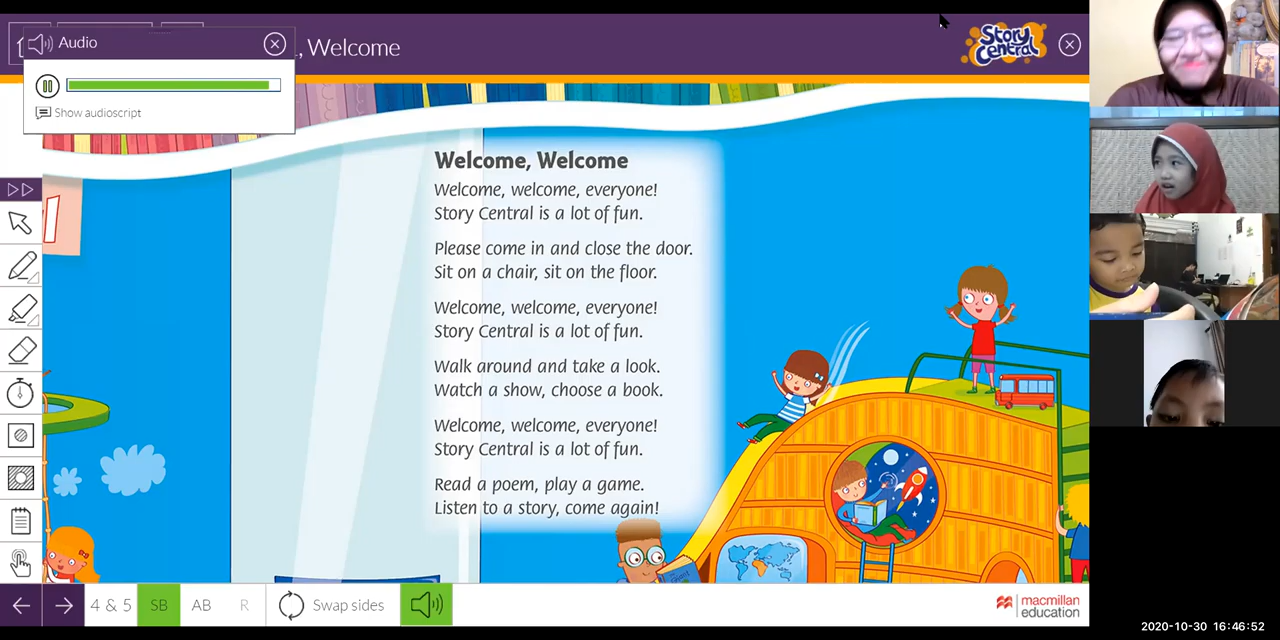 Audio
, Welcome
Story Central
Show audioscript
Welcome, Welcome
Welcome, welcome, everyone!
Story Central is a lot of fun.
Please come in and close the door.
Sit on a chair, sit on the floor.
Welcome, welcome, everyone!
Story Central is a lot of fun.
Walk around and take a look.
Watch a show, choose a book.
Welcome, welcome, everyone!
Story Central is a lot of fun.
Read a poem, play a game.
Listen to a story, come again!
4 & 5
SB
AB
R
Swap sides
macmillan
education
2020-10-30 16:46:52